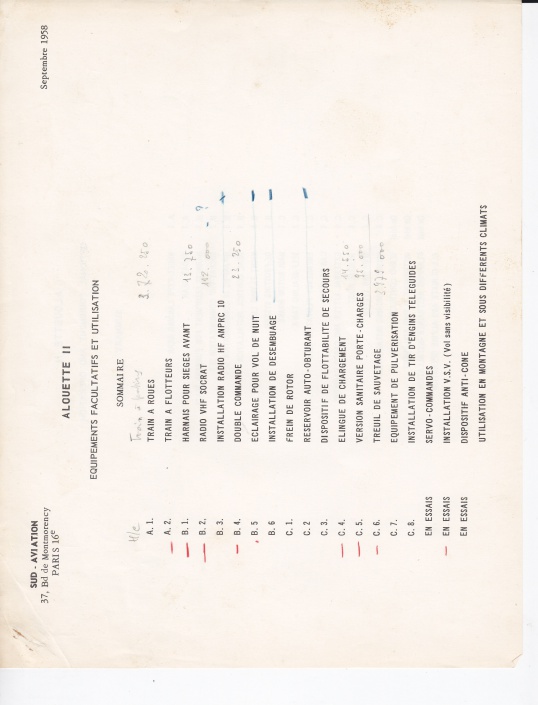 SUD - AVIATION
37, Bd de Montmorency
PARIS 16e
Septembre 1958
ALOUETTE II
EQUIPEMENTS FACULTATIFS ET UTILISATION
SOMMAIRE
A. 1. TRAIN A ROUES
A. 2. TRAIN A FLOTTEURS
B. 1. HARNAIS POUR SIEGES AVANT
B. 2. RADIO VHF SOCRAT
B. 3. INSTALLATION RADIO HF ANPRC 10
B. 4. DOUBLE COMMANDE
B. 5 ECLAIRAGE POUR VOL DE NUIT
B. 6 INSTALLATION DE DESEMBUAGE
C. 1. FREIN DE ROTOR
C. 2 RESERVOIR AUTO-OBTURANT
C. 3. DISPOSITIF DE FLOTTABILITE DE SECOURS
C. 4. ELINGUE DE CHARGEMENT
C. 5. VERSION SANITAIRE PORTE-CHARGES
C. 6. TREUIL DE SAUVETAGE
C. 7. EQUIPEMENT DE PULVERISATION
C. 8. INSTALLATION DE TIR D'ENGINS TELEGUIDES
EN ESSAIS SERVO-COMMANDES
EN ESSAIS INSTALLATION V.S.V. (Vol sans visibilité)
EN ESSAIS DISPOSITIF ANTI-CONE
UTILISATION EN MONTAGNE ET SOUS DIFFERENTS CLIMATS